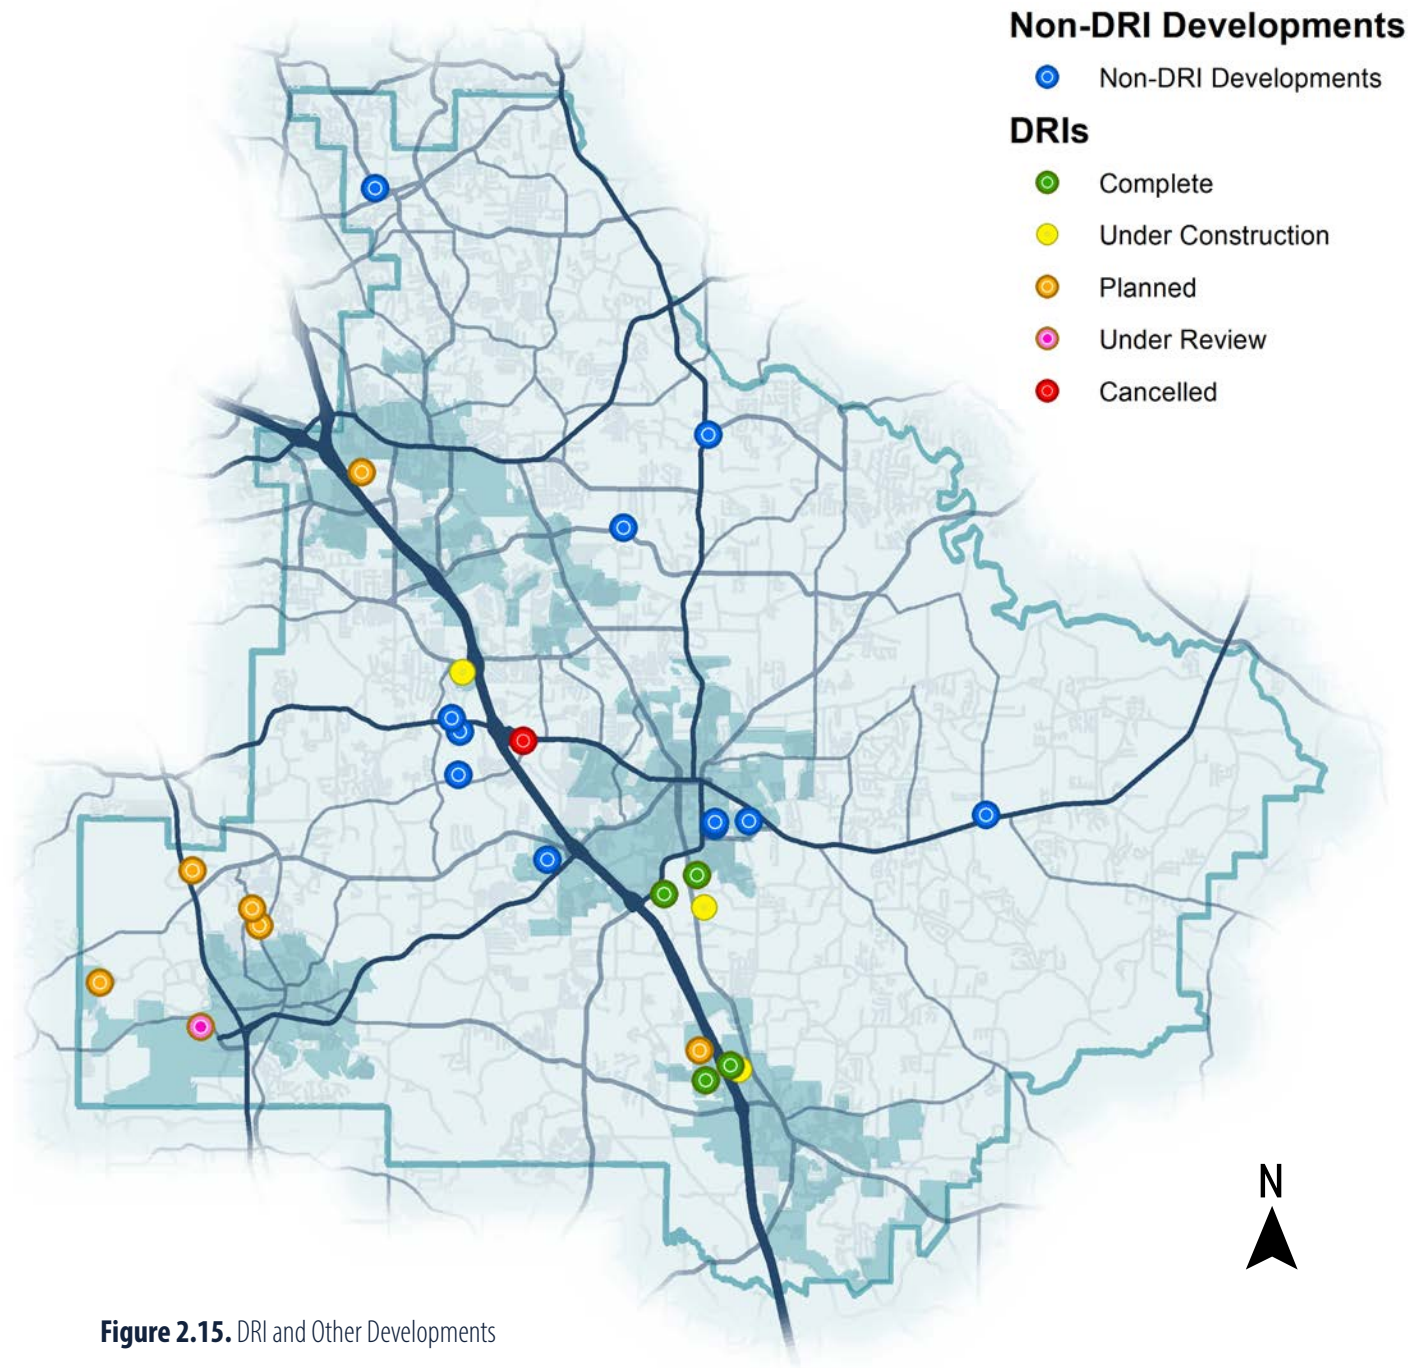 Non-DRI Developments
Non-DRI Developments
DRIs
Complete
Under Construction
Planned
Under Review
Cancelled
N
Figure 2.15. DRI and Other Developments